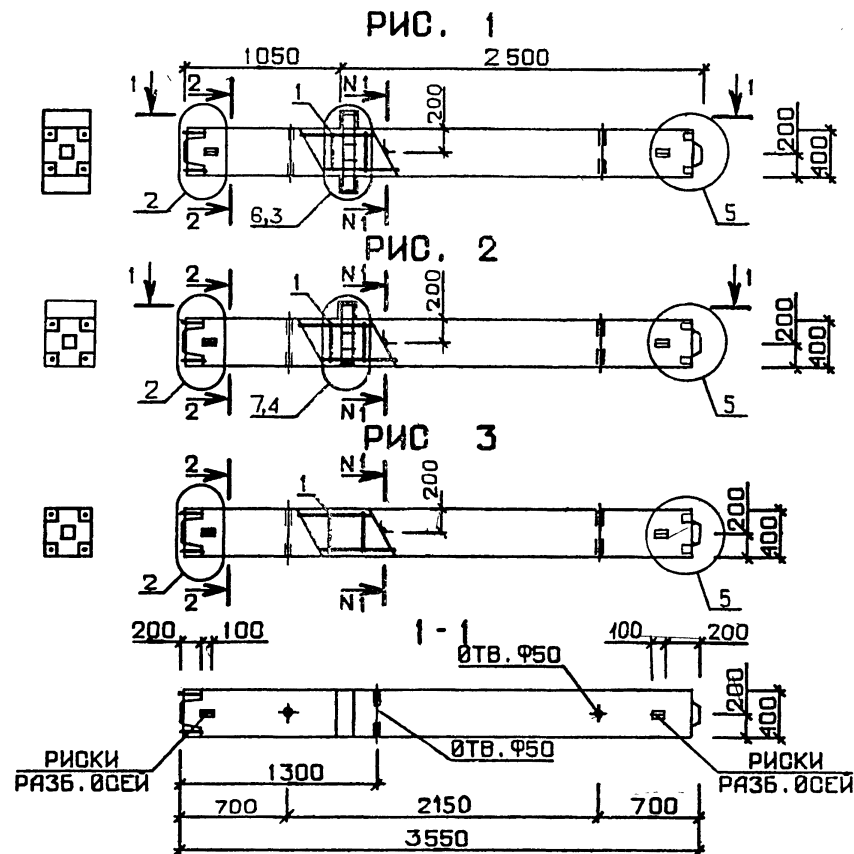 РИС. 1
1050 2500
2 N1 1
1 1
200
200
400
2 2 6,3 N1 5
РИС. 2
2 N1 1
1 1
200
200
400
2 2 7,4 N1 5
РИС 3
2 N1
1
200
200
400
2 2 N1 5
1-1
200 100 100 200
ОТВ. Ф50
200
400
РИСКИ
РАЗБ. ОСЕЙ
ОТВ. Ф50
РИСКИ
РАЗБ. ОСЕЙ
1300
700 2150 700
3550